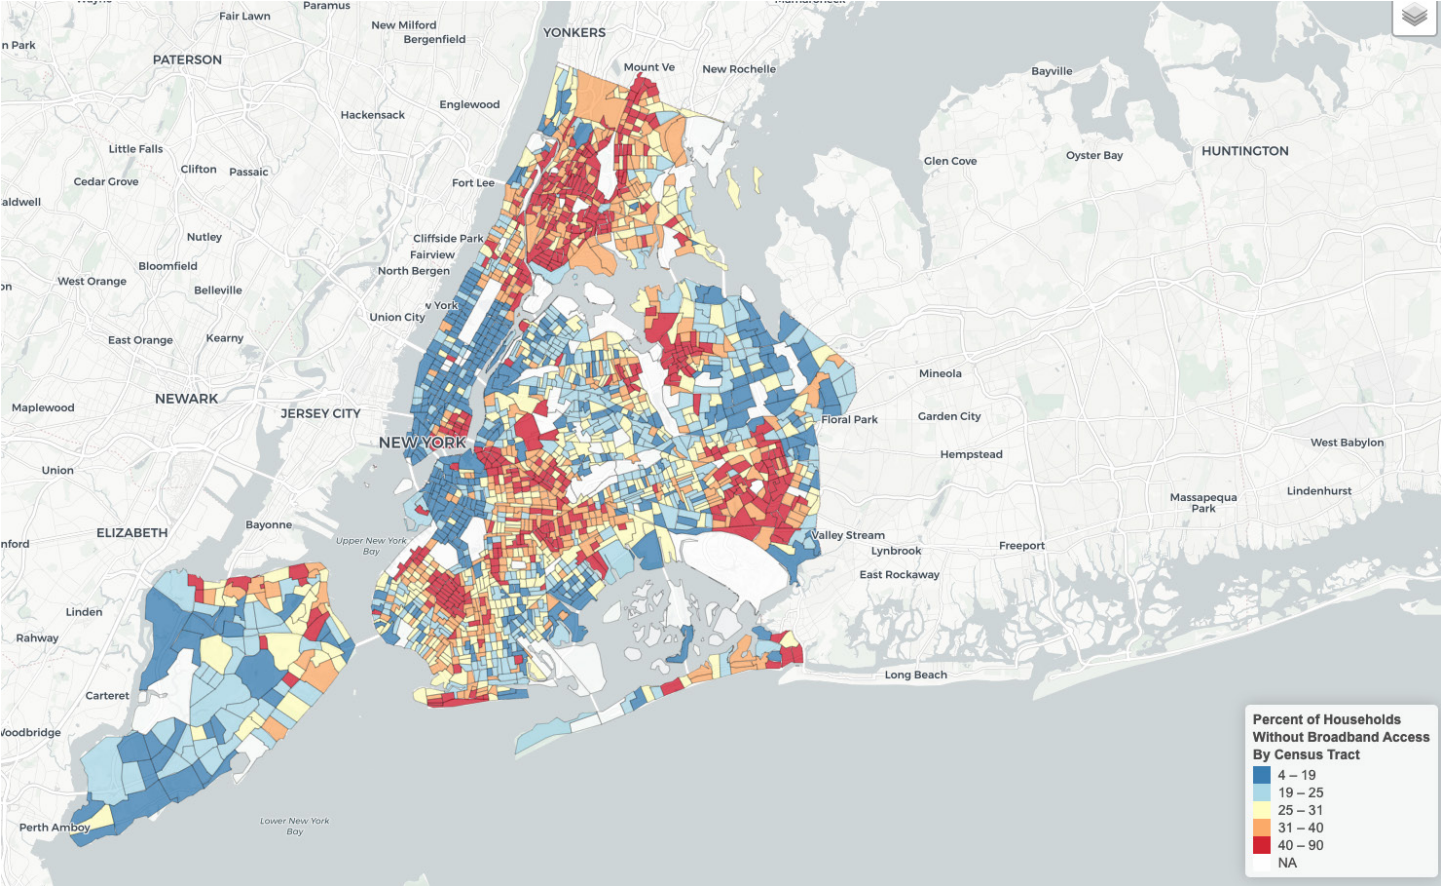 Paramus
Fair Lawn
New Milford
Bergenfield
YONKERS
n Park
PATERSON
Mount Ve
New Rochelle
Bayville
Englewood
Hackensack
Little Falls
Glen Cove
Oyster Bay
HUNTINGTON
Clifton
Passaic
Cedar Grove
Fort Lee
aldwell
Nutley
Cliffside Park
Fairview
Bloomfield
North Bergen
West Orange
Belleville
on
v York
Union City
East Orange
Kearny
Mineola
NEWARK
Maplewood
JERSEY CITY
Garden City
Floral Park
NEW YORK
West Babylon
Hempstead
Union
Massapequa
Park
Lindenhurst
Bayonne
ELIZABETH
Valley Stream
nford
Upper New York
Bay
Lynbrook
Freeport
East Rockaway
Linden
Rahway
Long Beach
Carteret
Woodbridge
Perth Amboy
Lower New York
Bay
Percent of Households
Without Broadband Access
By Census Tract
4 – 19
19 – 25
25 – 31
31 – 40
40 – 90
NA